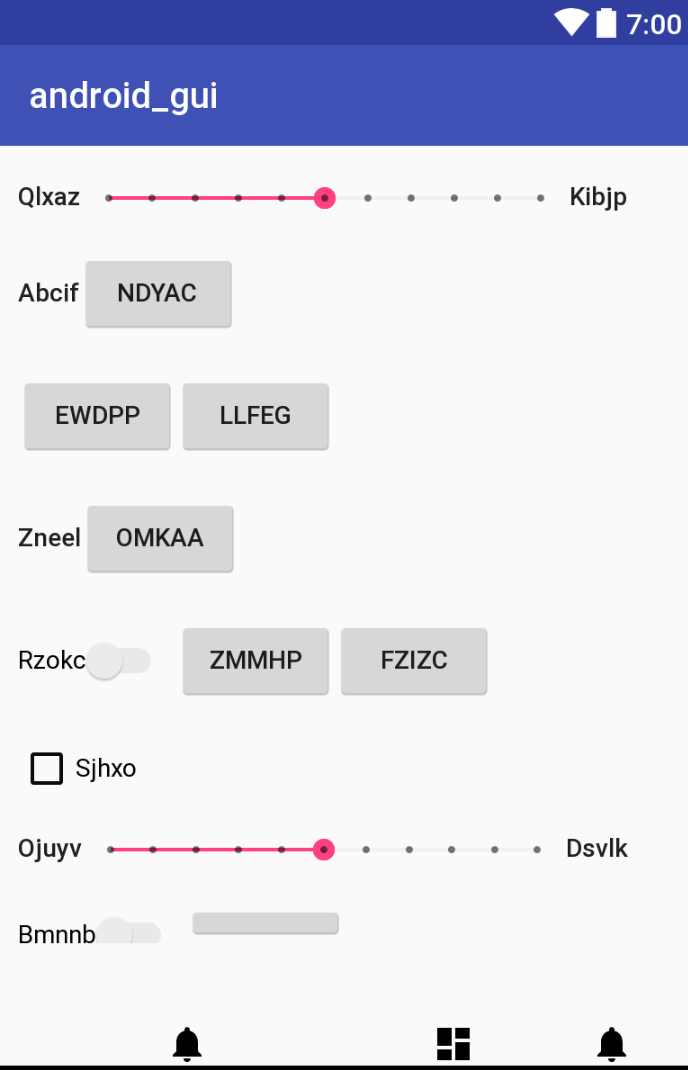 7:00
android_gui
Qlxaz Kibjp
Abcif NDYAC
EWDPP LLFEG
Zneel OMKAA
Rzokc ZMMHP FZIZC
Sjhxo
Ojuyv Dsvlk
Bmnnb